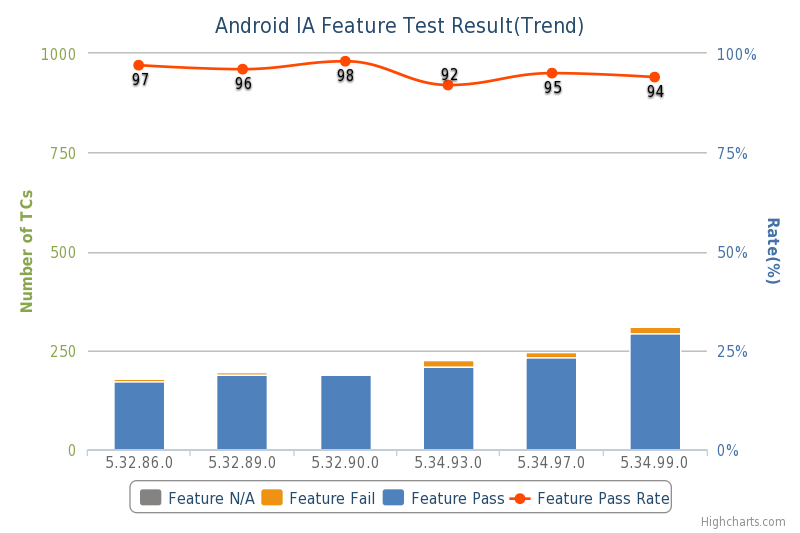 Android IA Feature Test Result(Trend)
1000
100%
97
96
98
92
95
94
750
75%
Number of TCs
500
50%
Rate(%)
250
25%
0
0%
5.32.86.0 5.32.89.0 5.32.90.0 5.34.93.0 5.34.97.0 5.34.99.0
Feature N/A Feature Fail Feature Pass Feature Pass Rate
Highcharts.com